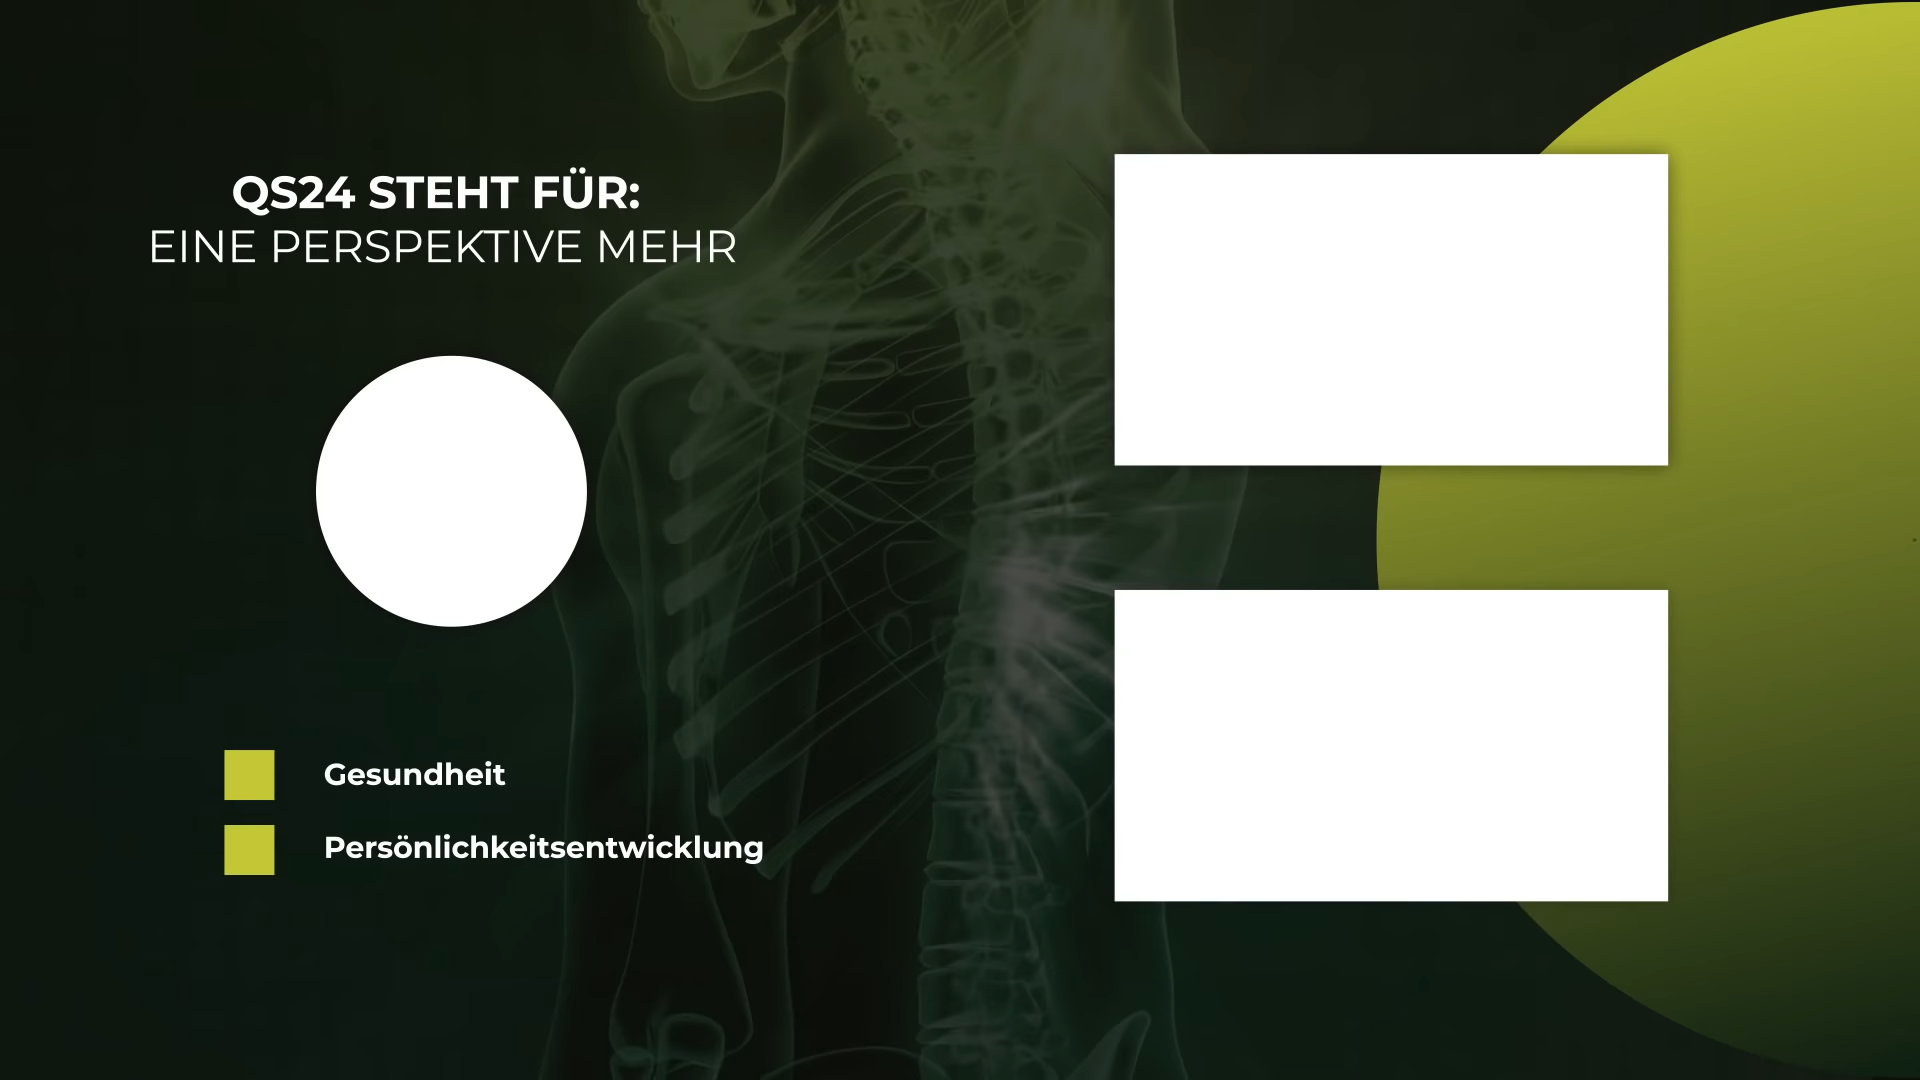 QS24 STEHT FÜR:
EINE PERSPEKTIVE MEHR
Gesundheit
Persönlichkeitsentwicklung